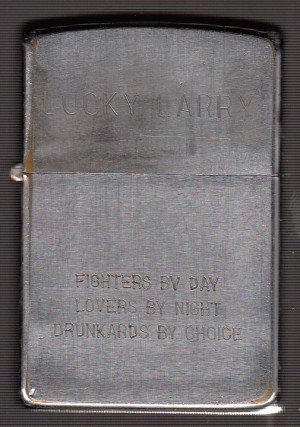 LUCKY LARRY
FIGHTERS BY DAY
LOVERS BY NIGHT
DRUNKARDS BY CHOICE